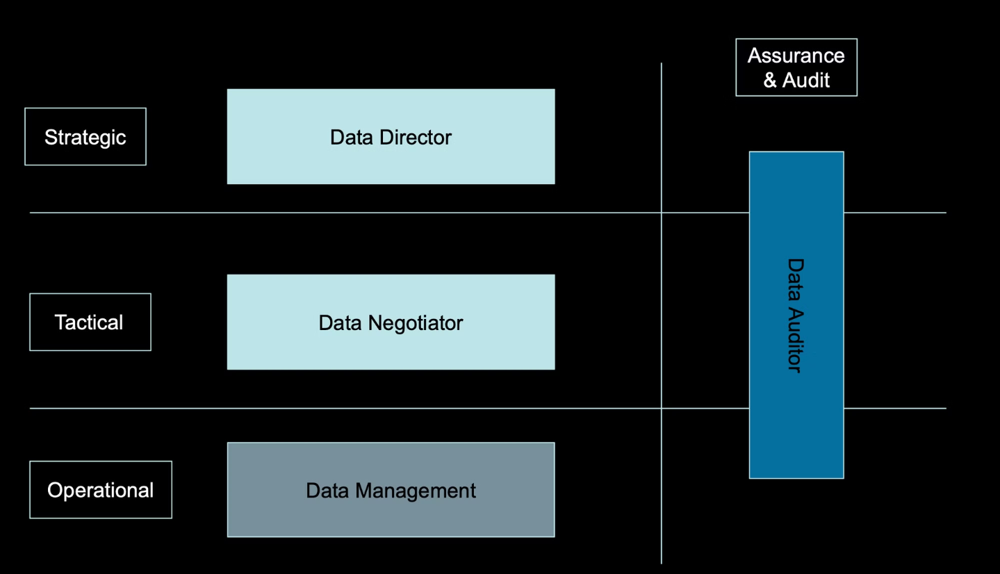 Assurance
& Audit
Strategic
Data Director
Tactical
Data Negotiator
Data Auditor
Operational
Data Management